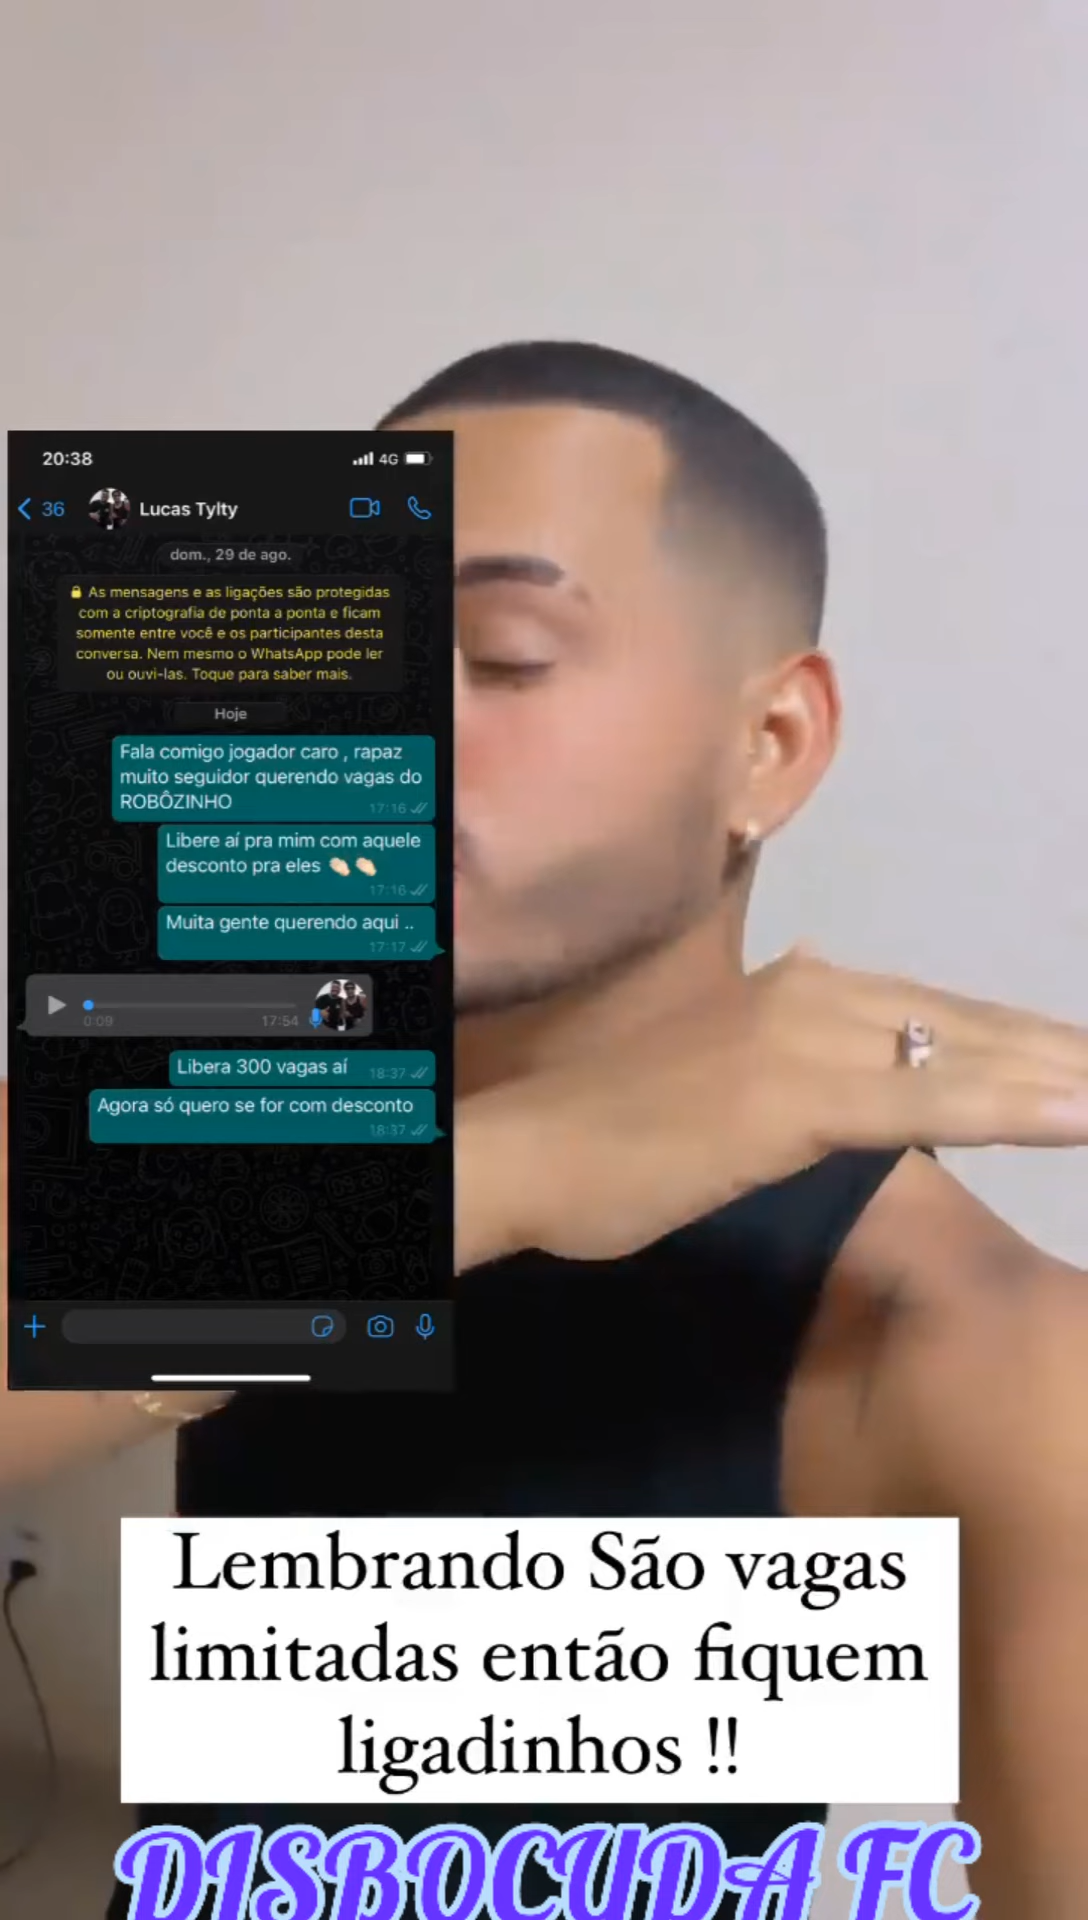 20:38
4G
36
Lucas Tylty
dom., 29 de ago.
As mensagens e as ligações são protegidas
com a criptografia de ponta a ponta e ficam
somente entre você e os participantes desta
conversa. Nem mesmo o WhatsApp pode ler
ou ouvi-las. Toque para saber mais.
Hoje
Fala comigo jogador caro , rapaz
muito seguidor querendo vagas do
ROBÔZINHO
17:16
Libere aí pra mim com aquele
desconto pra eles 👏🏻👏🏻
17:16
Muita gente querendo aqui ..
17:17
0:09
17:54
Libera 300 vagas aí
18:37
Agora só quero se for com desconto
18:37
Lembrando São vagas
limitadas então fiquem
ligadinhos !!
DISBOCUDA FC